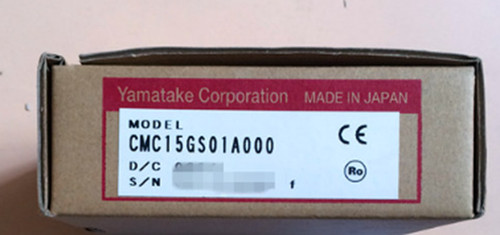 Yamatake Corporation MADE IN JAPAN
MODEL
CMC15GS01A000
CE
D/C
S/N f
Ro